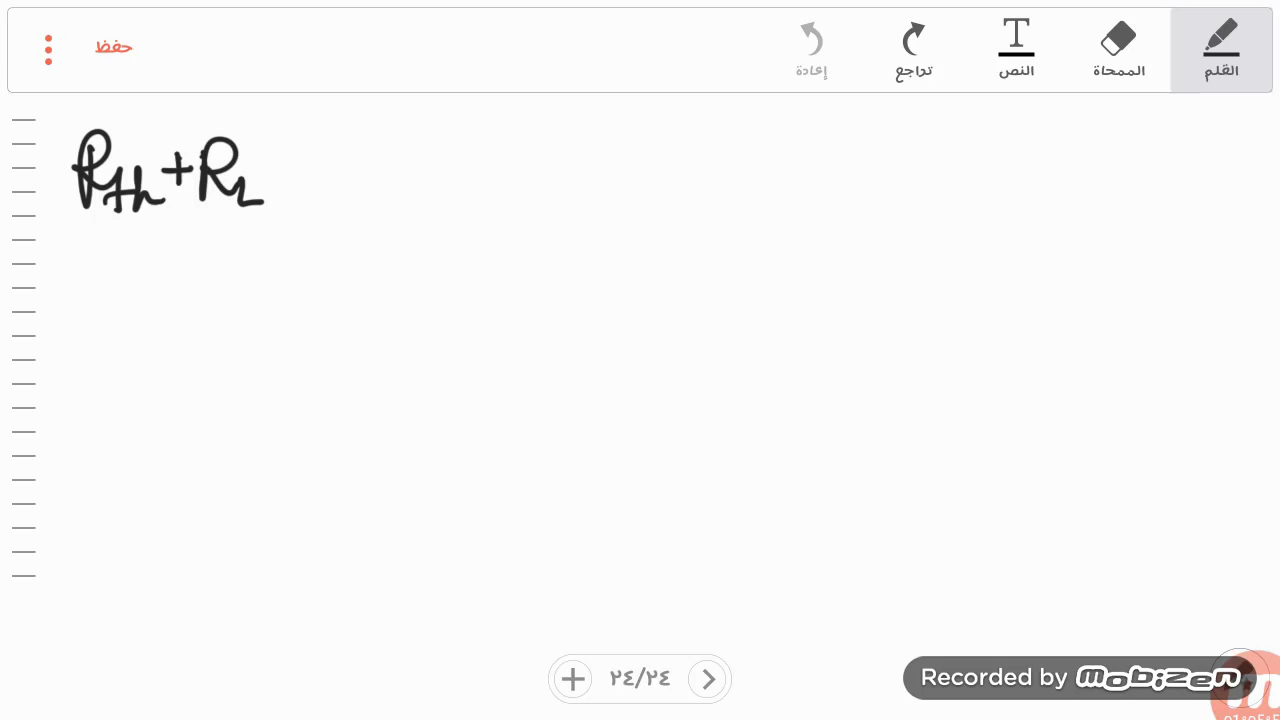 حفظ
إعادة
تراجع
النص
الممحاة
القلم
Rth+RL
٢٤/٢٤
Recorded by mobizen